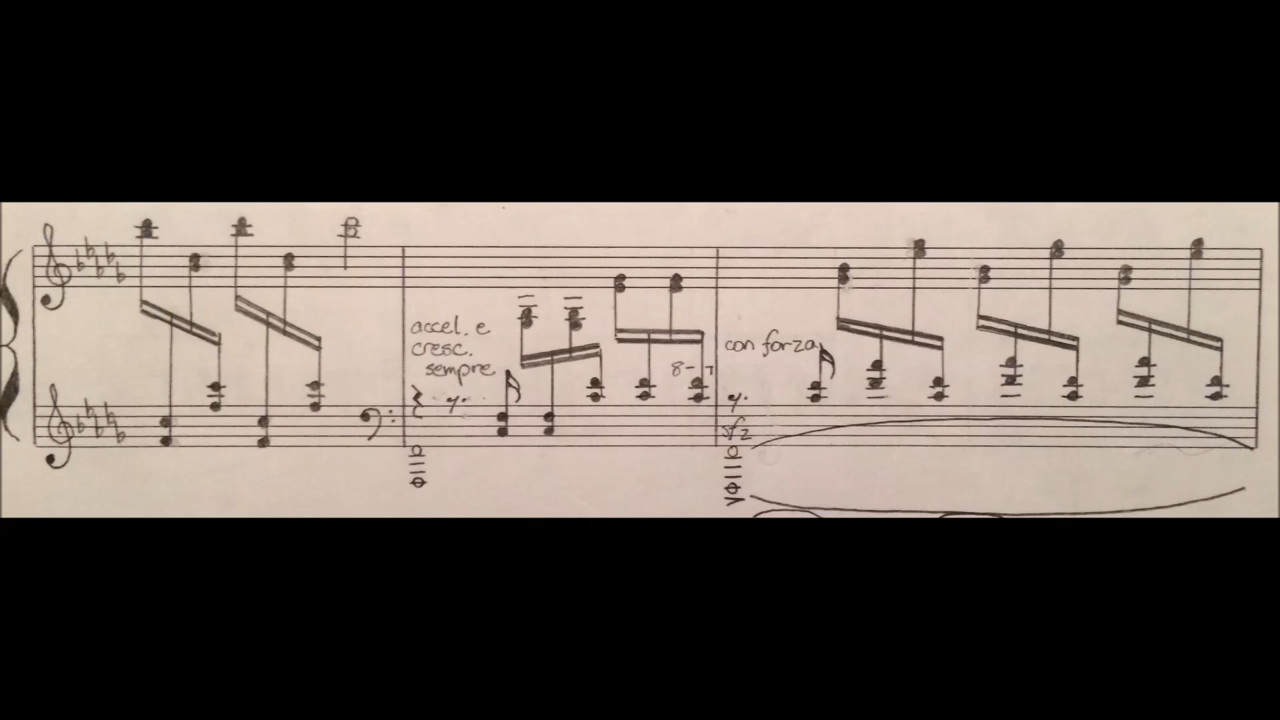 accel. e
cresc.
sempre
8--
con forza
sfz